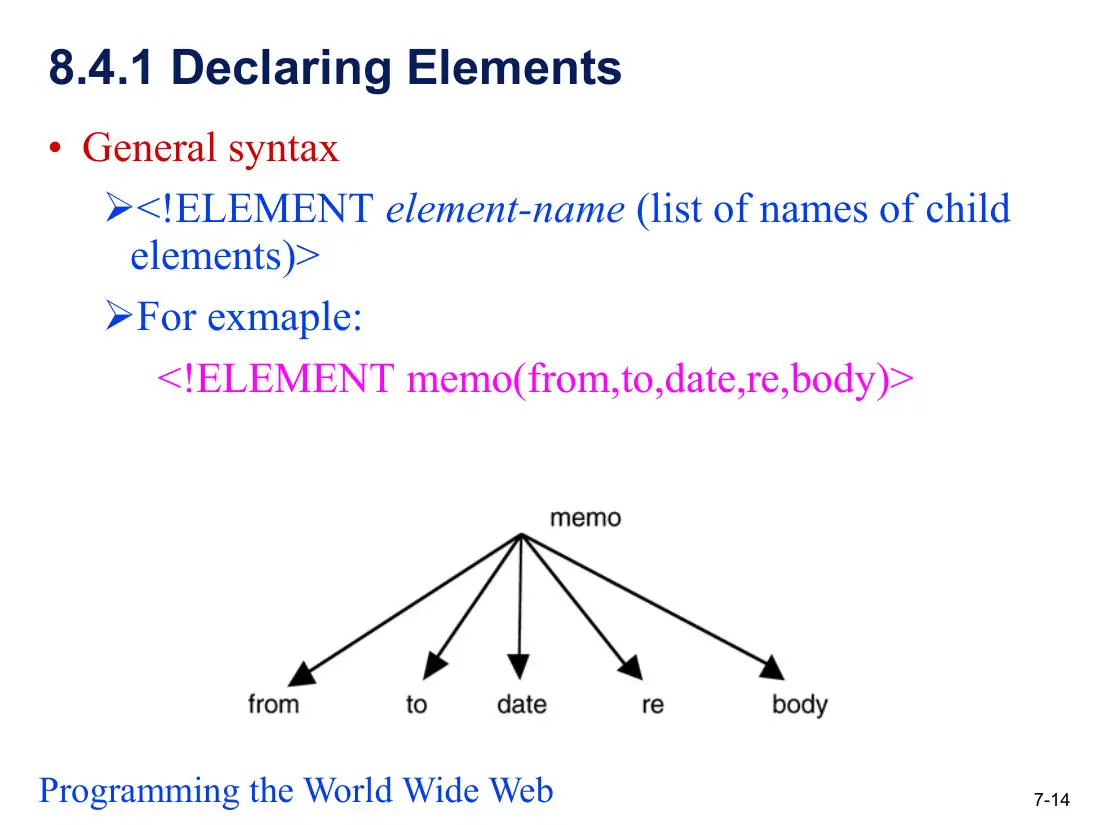 8.4.1 Declaring Elements
• General syntax
➢<!ELEMENT element-name (list of names of child
elements)>
➢For exmaple:
<!ELEMENT memo(from,to,date,re,body)>
memo
from to date re body
Programming the World Wide Web
7-14